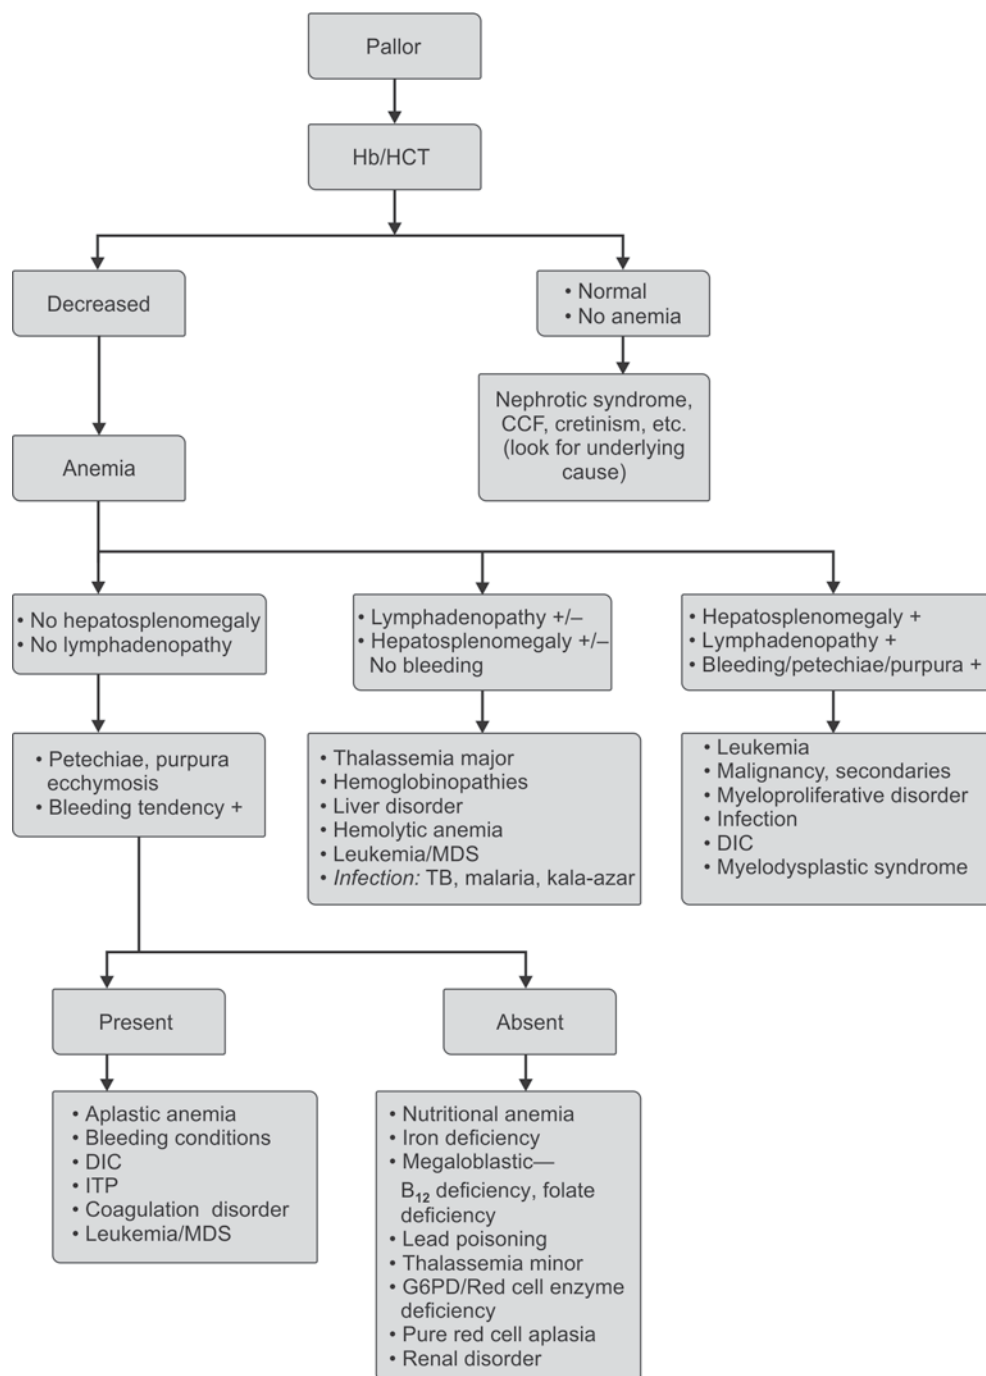 Pallor
Hb/HCT
Decreased
• Normal
• No anemia
Nephrotic syndrome,
CCF, cretinism, etc.
(look for underlying
cause)
Anemia
• No hepatosplenomegaly
• No lymphadenopathy
• Lymphadenopathy +/–
• Hepatosplenomegaly +/–
No bleeding
• Hepatosplenomegaly +
• Lymphadenopathy +
• Bleeding/petechiae/purpura +
• Petechiae, purpura
ecchymosis
• Bleeding tendency +
• Thalassemia major
• Hemoglobinopathies
• Liver disorder
• Hemolytic anemia
• Leukemia/MDS
• Infection: TB, malaria, kala-azar
• Leukemia
• Malignancy, secondaries
• Myeloproliferative disorder
• Infection
• DIC
• Myelodysplastic syndrome
Present
Absent
• Aplastic anemia
• Bleeding conditions
• DIC
• ITP
• Coagulation disorder
• Leukemia/MDS
• Nutritional anemia
• Iron deficiency
• Megaloblastic—
B12 deficiency, folate
deficiency
• Lead poisoning
• Thalassemia minor
• G6PD/Red cell enzyme
deficiency
• Pure red cell aplasia
• Renal disorder